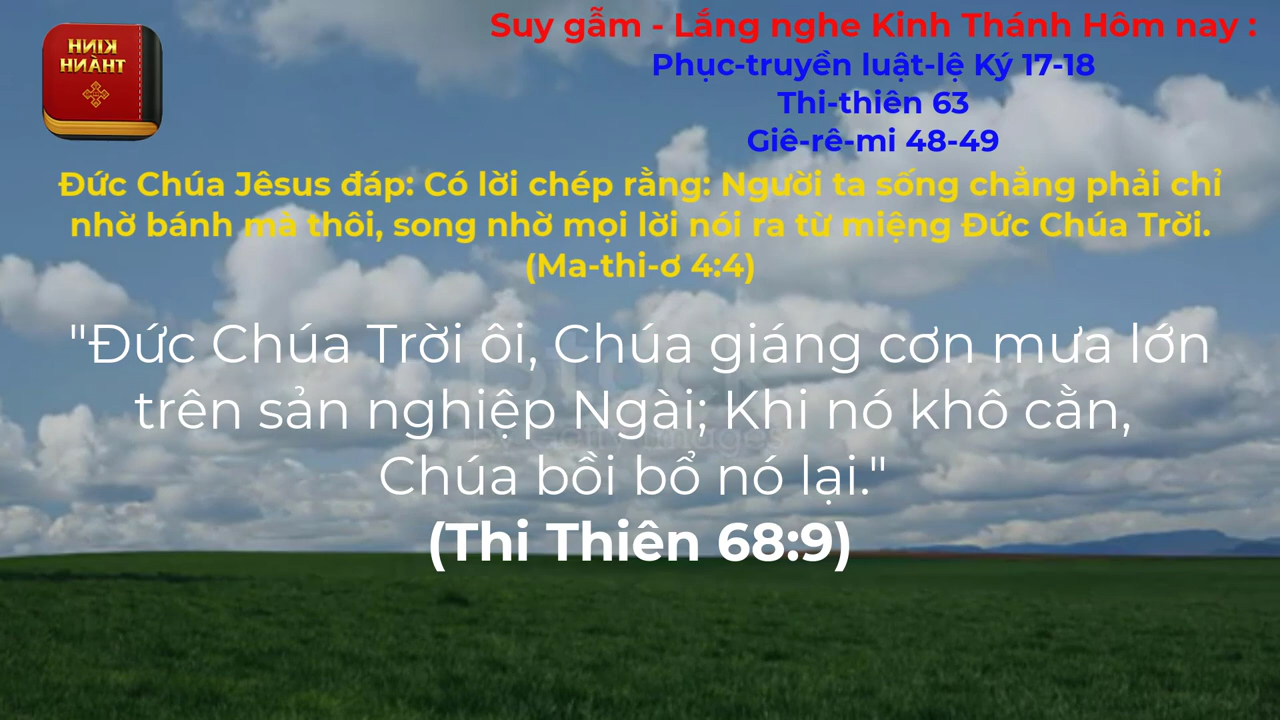 KINH
THÁNH
Suy gẫm - Lắng nghe Kinh Thánh Hôm nay :
Phục-truyền luật-lệ Ký 17-18
Thi-thiên 63
Giê-rê-mi 48-49
Đức Chúa Jêsus đáp: Có lời chép rằng: Người ta sống chẳng phải chỉ
nhờ bánh mà thôi, song nhờ mọi lời nói ra từ miệng Đức Chúa Trời.
(Ma-thi-ơ 4:4)
"Đức Chúa Trời ôi, Chúa giáng cơn mưa lớn
trên sản nghiệp Ngài; Khi nó khô cằn,
Chúa bồi bổ nó lại."
(Thi Thiên 68:9)